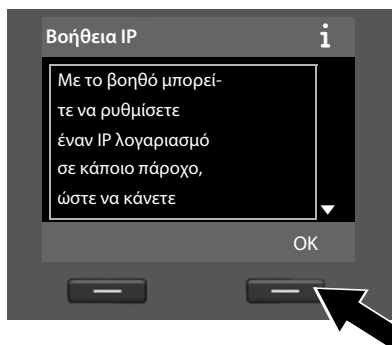 Βοήθεια IP i
Με το βοηθό μπορεί-
τε να ρυθμίσετε
έναν IP λογαριασμό
σε κάποιο πάροχο,
ώστε να κάνετε
OK